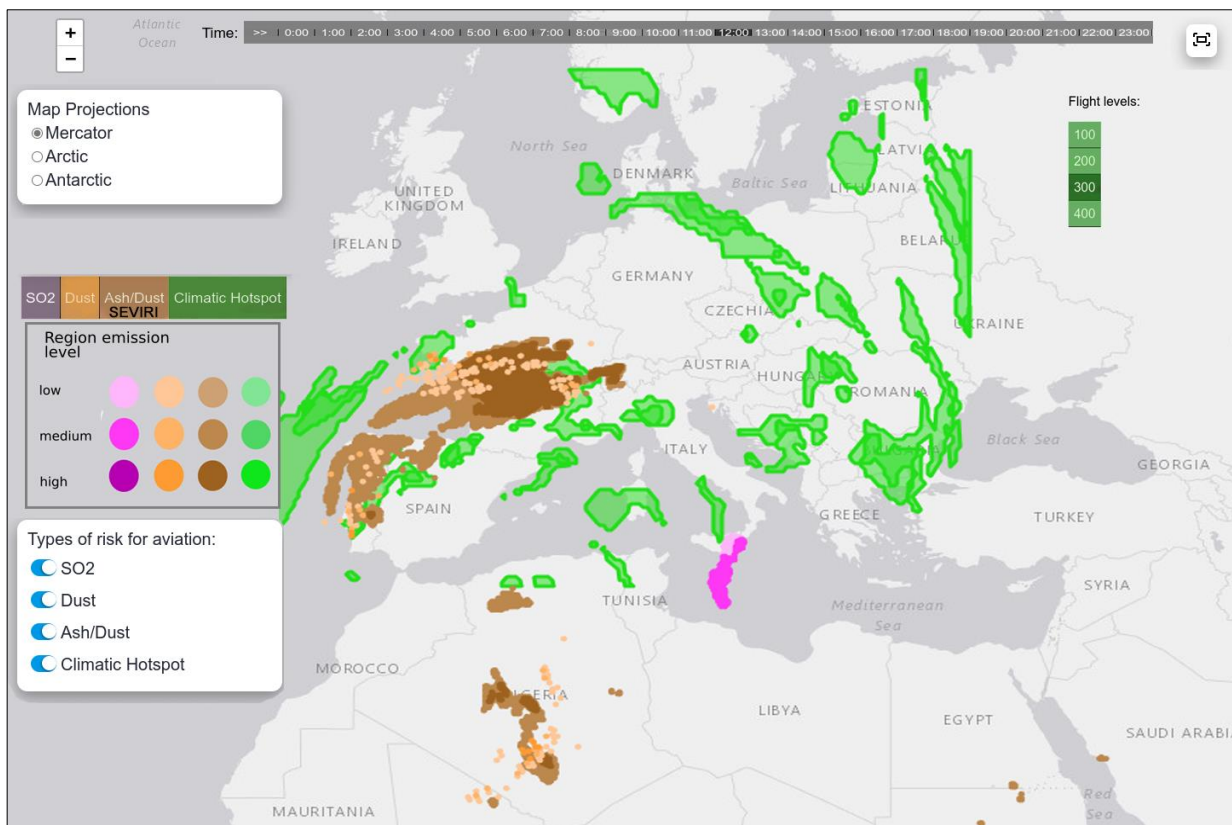 +
−
Atlantic
Ocean
Time: >> 0:00 1:00 2:00 3:00 4:00 5:00 6:00 7:00 8:00 9:00 10:00 11:00 12:00 13:00 14:00 15:00 16:00 17:00 18:00 19:00 20:00 21:00 22:00 23:00
Map Projections
Mercator
Arctic
Antarctic
Flight levels:
100
200
300
400
ESTONIA
LATVI
LITHUANIA
North Sea
DENMARK
Baltic Sea
UNITED
KINGDOM
IRELAND
BELARU
GERMANY
SO2
Dust
Ash/Dust
SEVIRI
Climatic Hotspot
CZECHIA
UKRAINE
Region emission
level
low
medium
high
AUSTRIA
HUNGARY
ROMANIA
ITALY
BULGARIA
Black Sea
GEORGIA
SPAIN
GREECE
TURKEY
Types of risk for aviation:
SO2
Dust
Ash/Dust
Climatic Hotspot
SYRIA
TUNISIA
Mediterranean
Sea
MOROCCO
LGERIA
LIBYA
EGYPT
SAUDI ARABI
Red
Sea
MAURITANIA